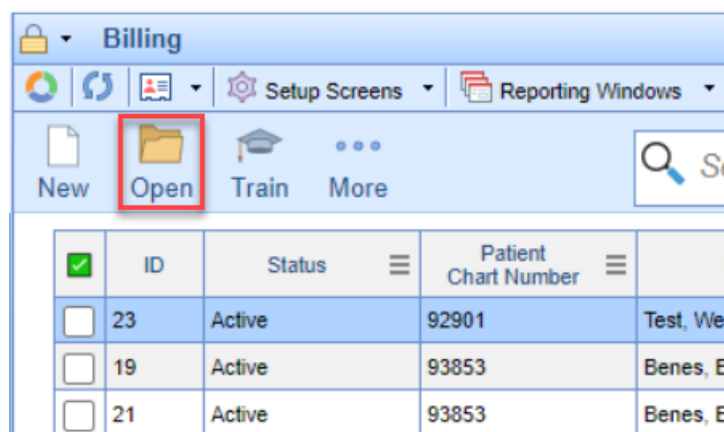 Billing
Setup Screens Reporting Windows
New Open Train More
ID Status Patient Chart Number
23 Active 92901 Test,
19 Active 93853 Benes,
21 Active 93853 Benes,